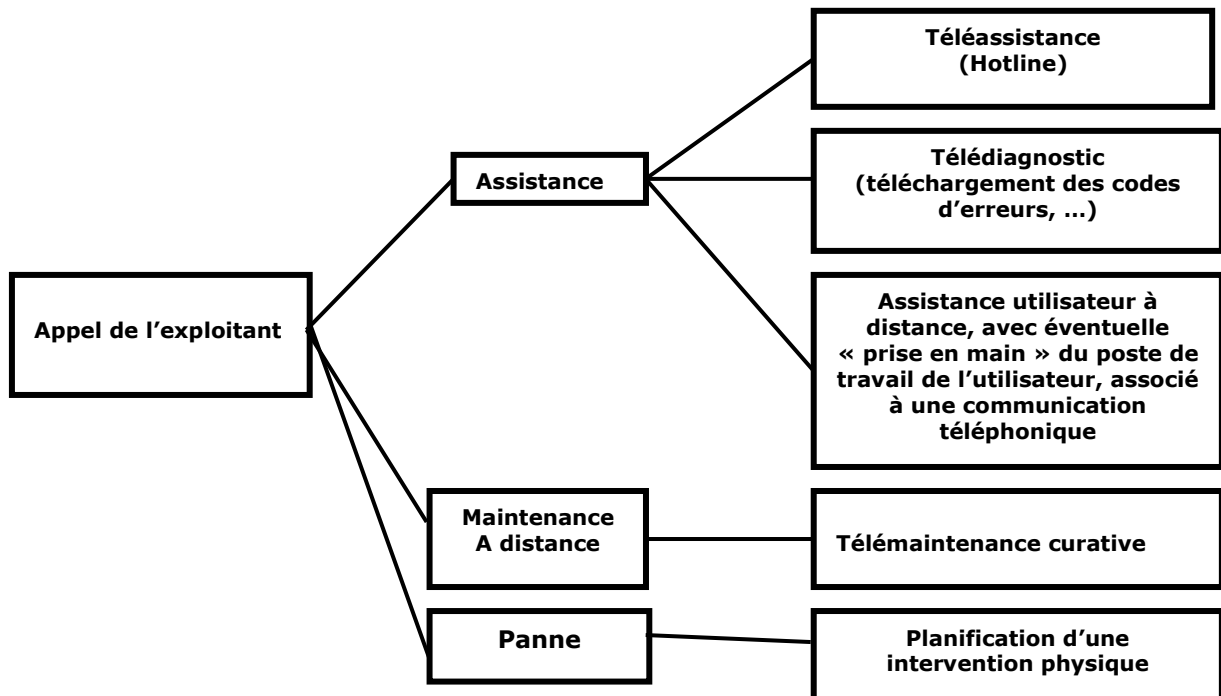 Téléassistance
(Hotline)
Assistance
Télédiagnostic
(téléchargement des codes
d’erreurs, …)
Appel de l’exploitant
Assistance utilisateur à
distance, avec éventuelle
« prise en main » du poste de
travail de l’utilisateur, associé
à une communication
téléphonique
Maintenance
A distance
Télémaintenance curative
Panne
Planification d’une
intervention physique